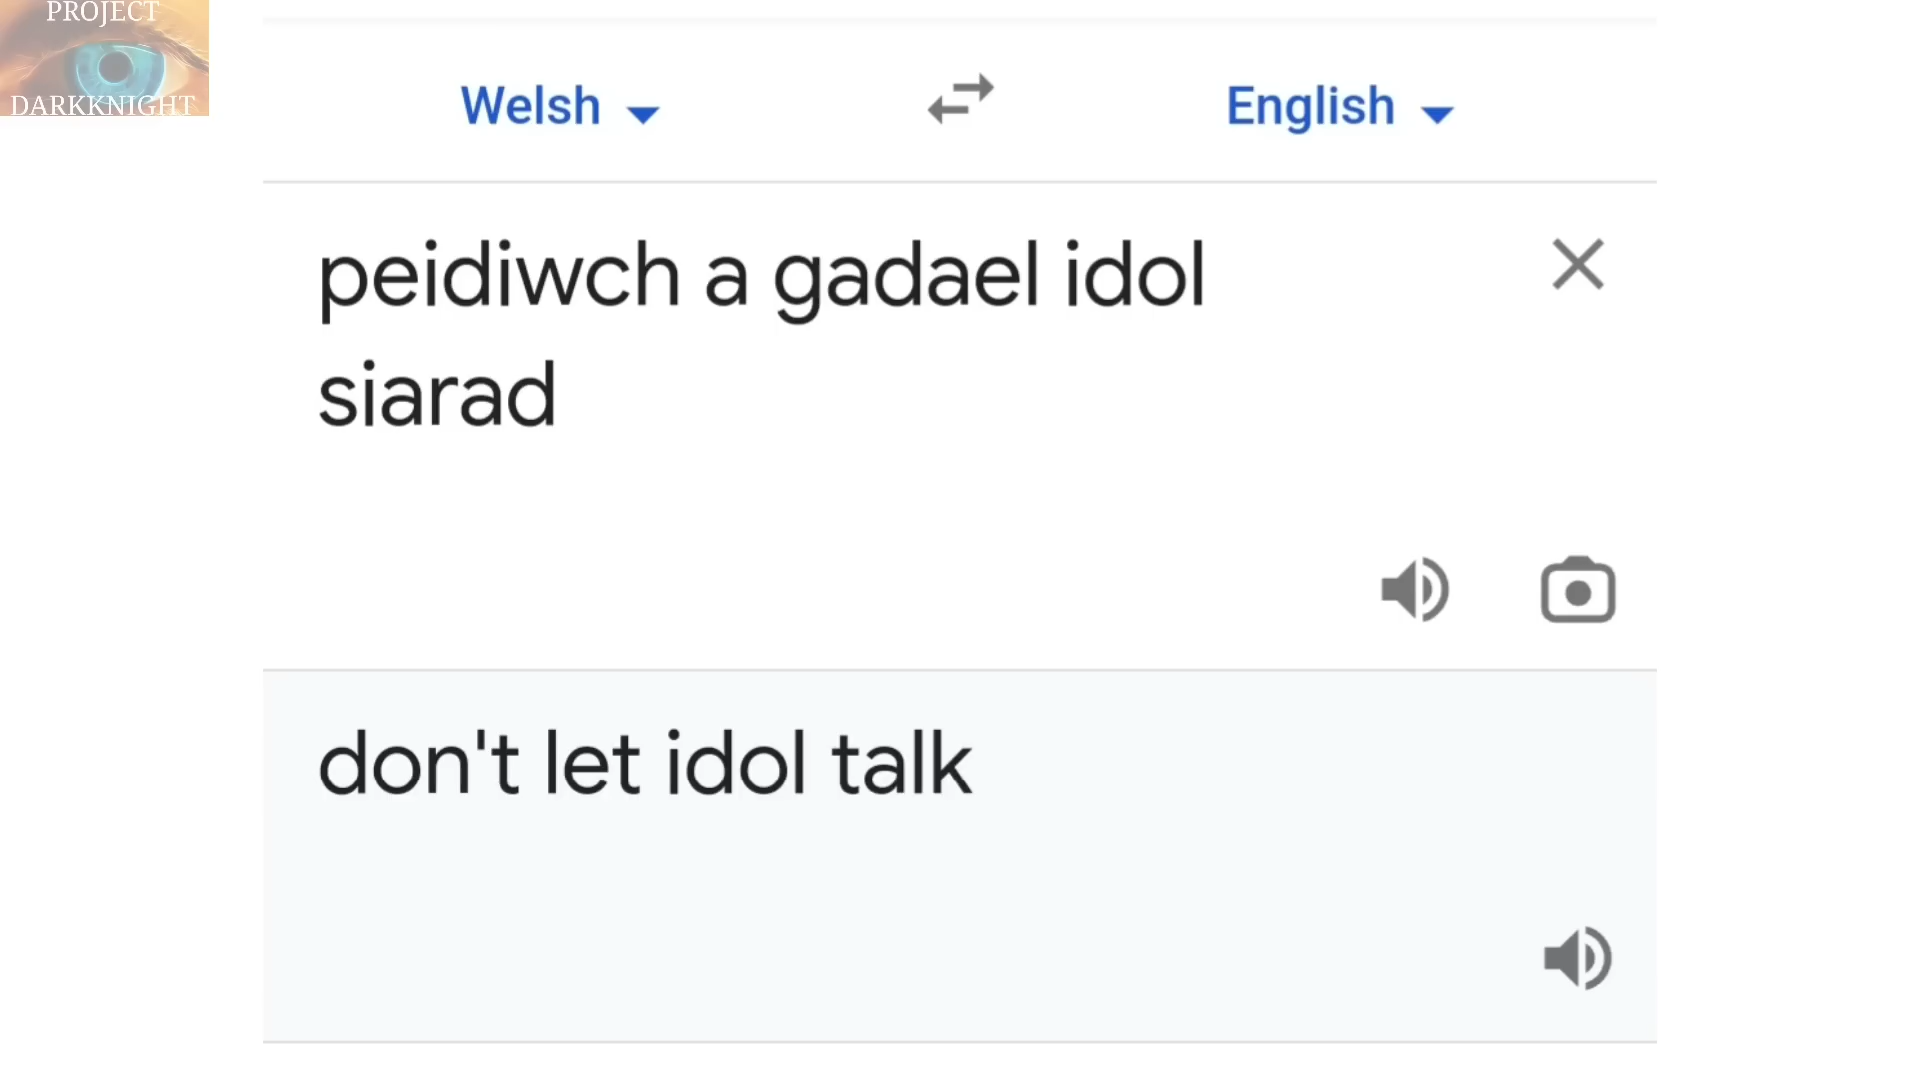 PROJECT
DARKKNIGHT
Welsh
English
peidiwch a gadael idol
siarad
don't let idol talk